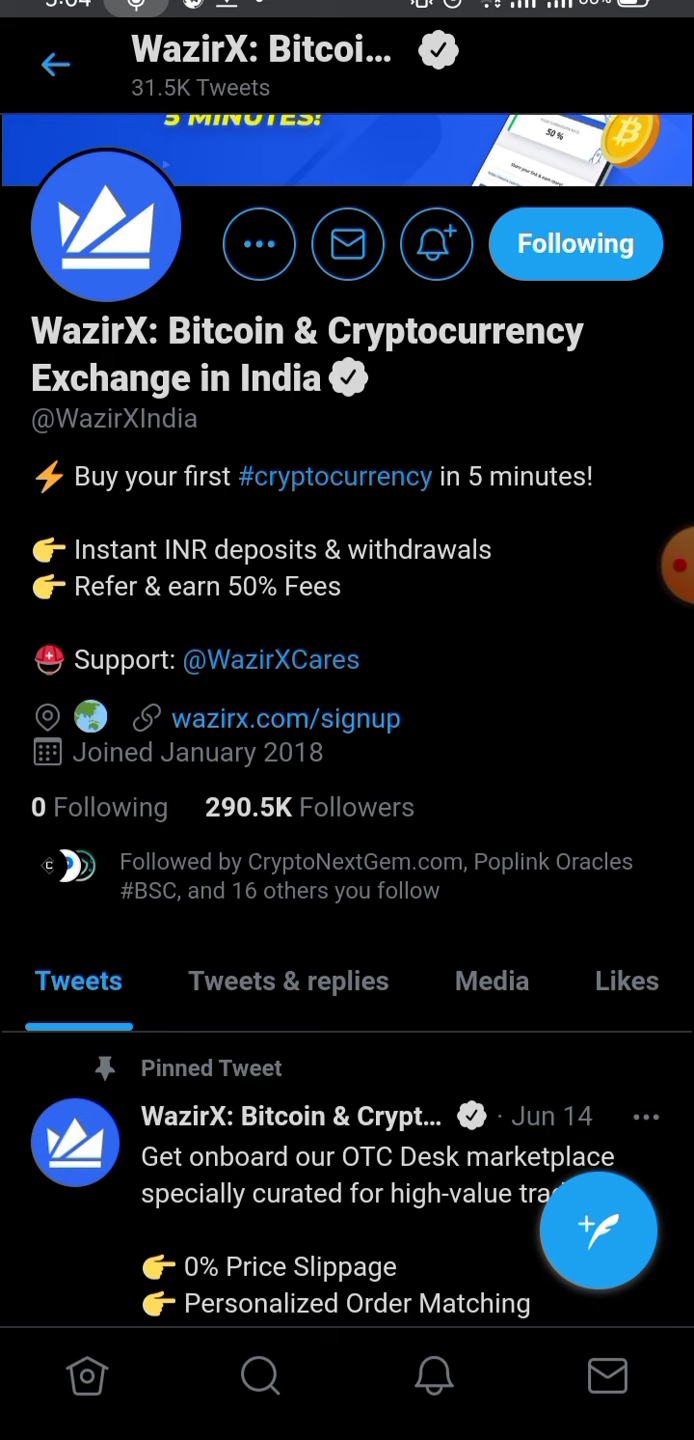 WazirX: Bitcoi...
31.5K Tweets
5 MINUTES!
50 %
Following
WazirX: Bitcoin & Cryptocurrency
Exchange in India
@WazirXIndia
⚡ Buy your first #cryptocurrency in 5 minutes!
👉 Instant INR deposits & withdrawals
👉 Refer & earn 50% Fees
⛑️ Support: @WazirXCares
🌏 wazirx.com/signup
Joined January 2018
0 Following 290.5K Followers
Followed by CryptoNextGem.com, Poplink Oracles
#BSC, and 16 others you follow
Tweets Tweets & replies Media Likes
Pinned Tweet
WazirX: Bitcoin & Crypt... · Jun 14
Get onboard our OTC Desk marketplace
specially curated for high-value
👉 0% Price Slippage
👉 Personalized Order Matching